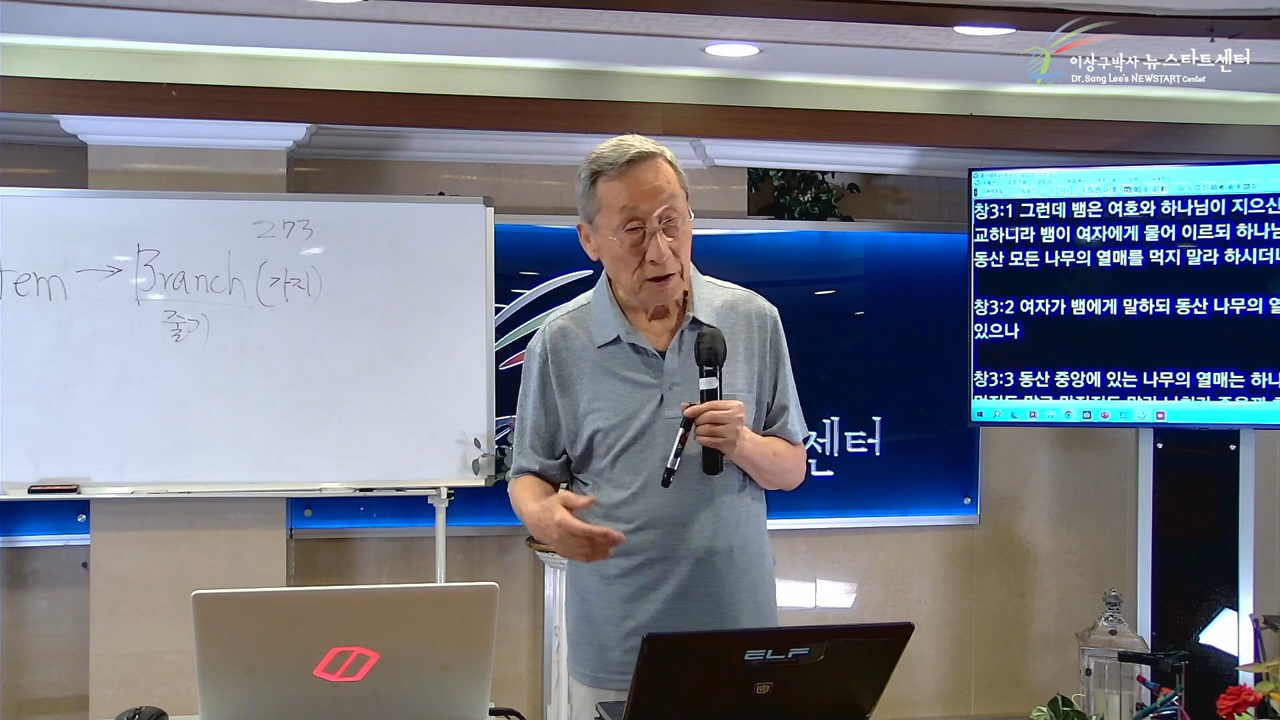 이상구박사 뉴스타트센터
Dr. Sang Lee's NEWSTART Center
273
tem → Branch (가지)
줄기
창3:1 그런데 뱀은 여호와 하나님이 지으신
교하니라 뱀이 여자에게 물어 이르되 하나님
동산 모든 나무의 열매를 먹지 말라 하시더
창3:2 여자가 뱀에게 말하되 동산 나무의 열
있으나
창3:3 동산 중앙에 있는 나무의 열매는 하나
센터
ELF